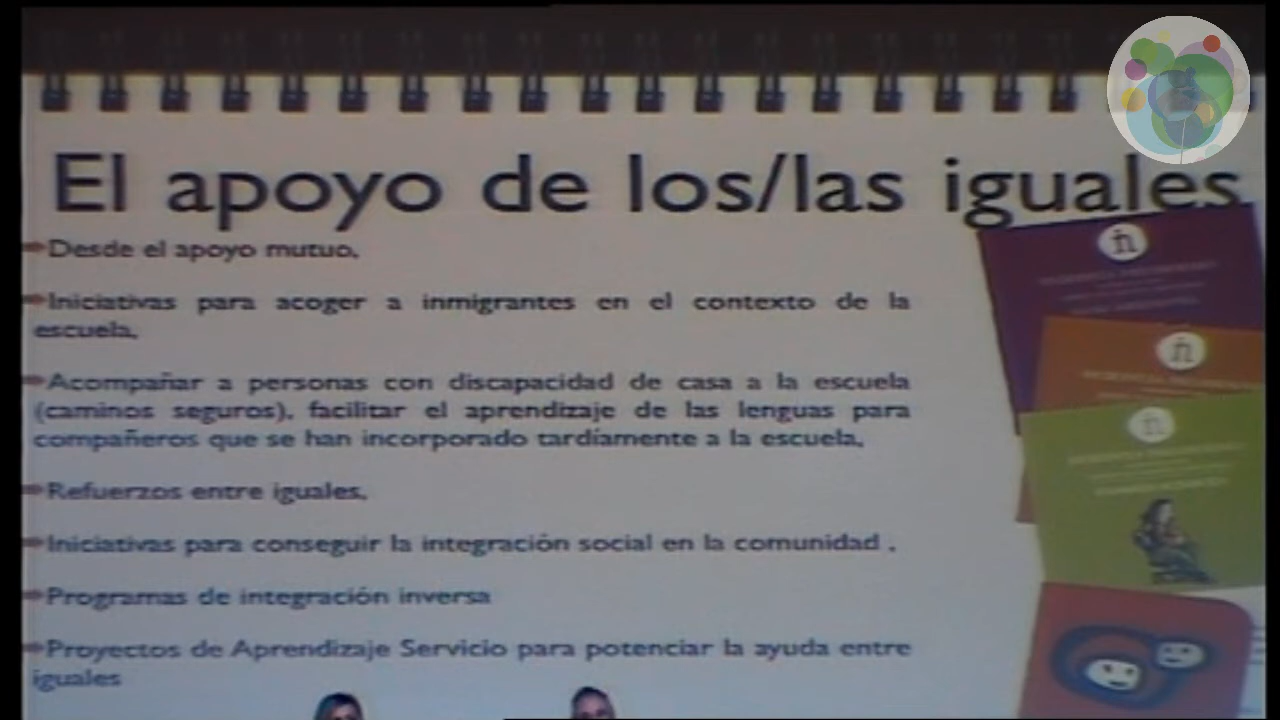 El apoyo de los/las iguales
Desde el apoyo mutuo.
Iniciativas para acoger a inmigrantes en el contexto de la
escuela.
Acompañar a personas con discapacidad de casa a la escuela
(caminos seguros), facilitar el aprendizaje de las lenguas para
compañeros que se han incorporado tardíamente a la escuela.
Refuerzos entre iguales.
Iniciativas para conseguir la integración social en la comunidad .
Programas de integración inversa
Proyectos de Aprendizaje Servicio para potenciar la ayuda entre
iguales